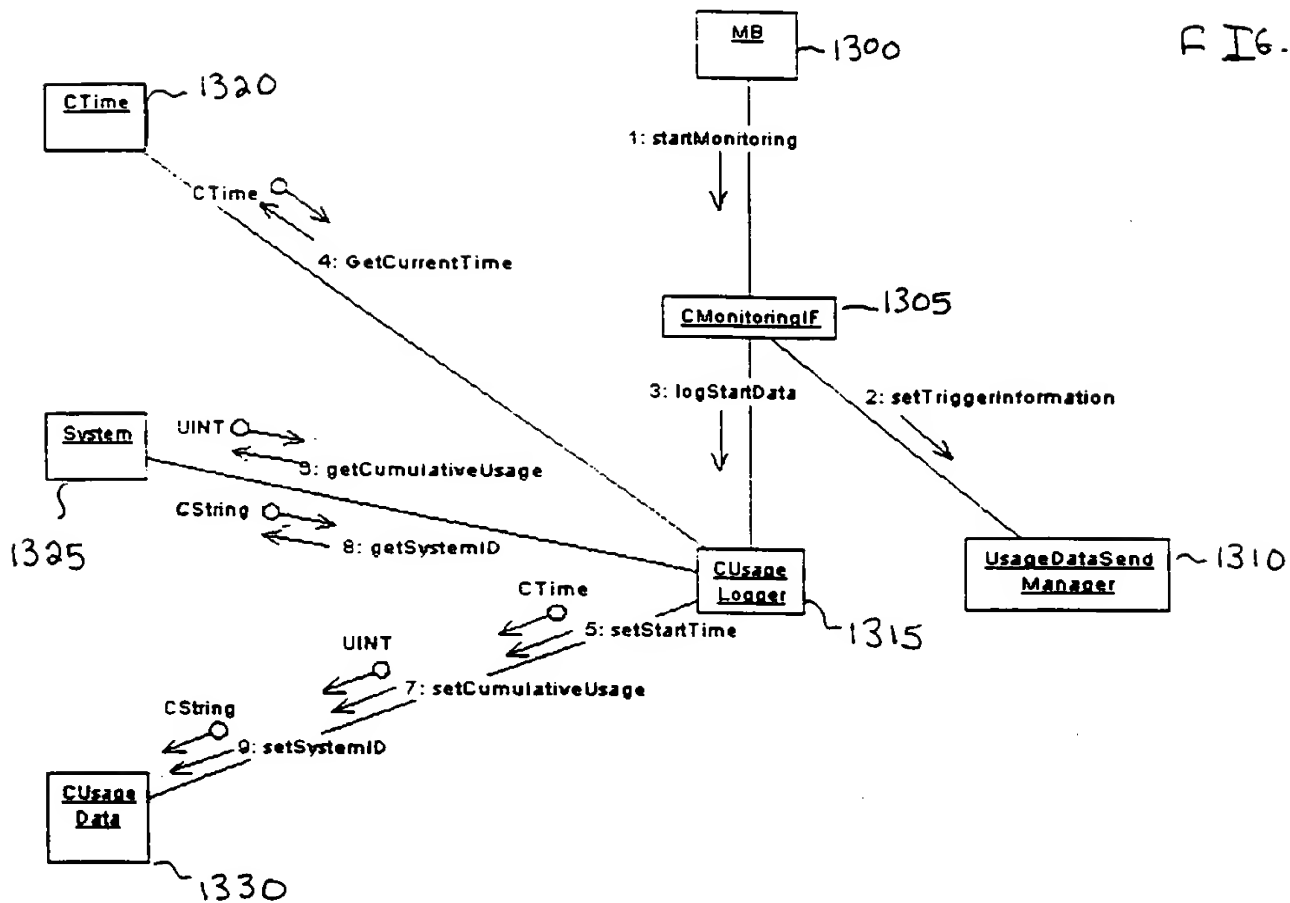 MB
1300
FIG.
CTime
1320
1: startMonitoring
CTime
4: GetCurrentTime
CMonitoringIF
1305
3: logStartData
2: setTriggerInformation
System
1325
UINT
getCumulativeUsage
CString
8: getSystemID
CUsage
Logger
1315
UsageDataSend
Manager
1310
CTime
5: setStartTime
UINT
7: setCumulativeUsage
CString
9: setSystemID
CUsage
Data
1330